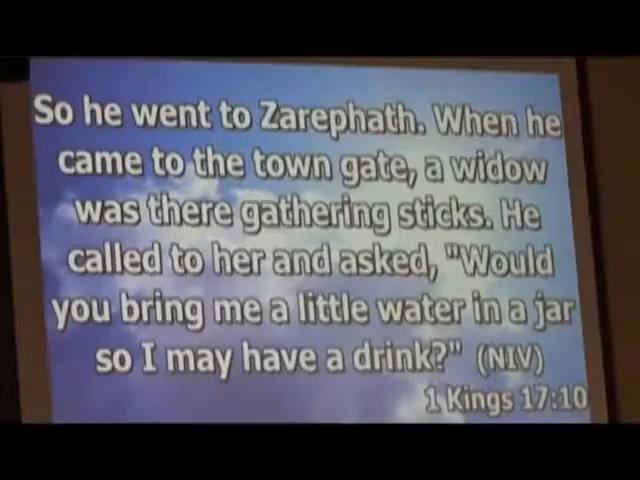 So he went to Zarephath. When he
came to the town gate, a widow
was there gathering sticks. He
called to her and asked, "Would
you bring me a little water in a jar
so I may have a drink?" (NIV)
1 Kings 17:10